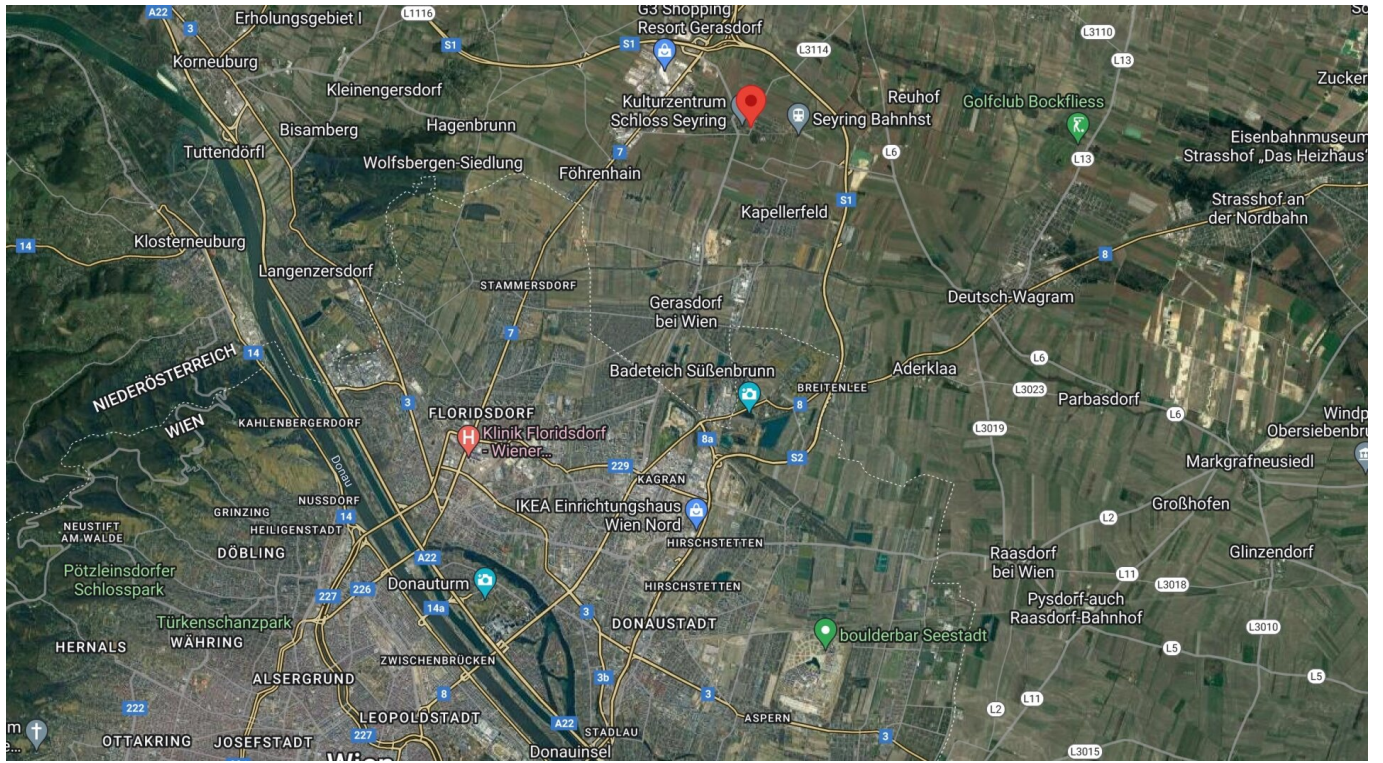 A22
3
Erholungsgebiet I
L1116
S1
G3 Shopping
Resort Gerasdorf
S1
L3114
L3110
L13
Korneuburg
Kleinengersdorf
Bisamberg
Hagenbrunn
Kulturzentrum
Schloss Seyring
Seyring Bahnhst
Reuhof
Golfclub Bockfliess
Zucker
Tuttendörfl
Wolfsbergen-Siedlung
7
Föhrenhain
L6
L13
Eisenbahnmuseum
Strasshof „Das Heizhaus"
S1
Strasshof an
der Nordbahn
Kapellerfeld
14
Klosterneuburg
8
Langenzersdorf
STAMMERSDORF
Gerasdorf
bei Wien
Deutsch-Wagram
7
14
L6
NIEDERÖSTERREICH
WIEN
Badeteich Süßenbrunn
BREITENLEE
Aderklaa
L3023
Parbasdorf
3
8
L6
KAHLENBERGERDORF
FLORIDSDORF
Klinik Floridsdorf
- Wiener...
8a
L3019
Windp
Obersiebenbru
Donau
229
S2
Markgrafneusiedl
KAGRAN
NUSSDORF
GRINZING
HEILIGENSTADT
14
IKEA Einrichtungshaus
Wien Nord
Großhofen
L2
NEUSTIFT
AM WALDE
DÖBLING
HIRSCHSTETTEN
Raasdorf
bei Wien
Glinzendorf
A22
Pötzleinsdorfer
Schlosspark
Donauturm
HIRSCHSTETTEN
L11
L3018
227
226
14a
3
Pysdorf-auch
Raasdorf-Bahnhof
Türkenschanzpark
WÄHRING
DONAUSTADT
boulderbar Seestadt
L3010
HERNALS
ZWISCHENBRÜCKEN
L5
L5
ALSERGRUND
3b
8
3
L11
222
LEOPOLDSTADT
A22
ASPERN
L2
STADLAU
OTTAKRING
JOSEFSTADT
227
3
Donauinsel
L3015
Wien